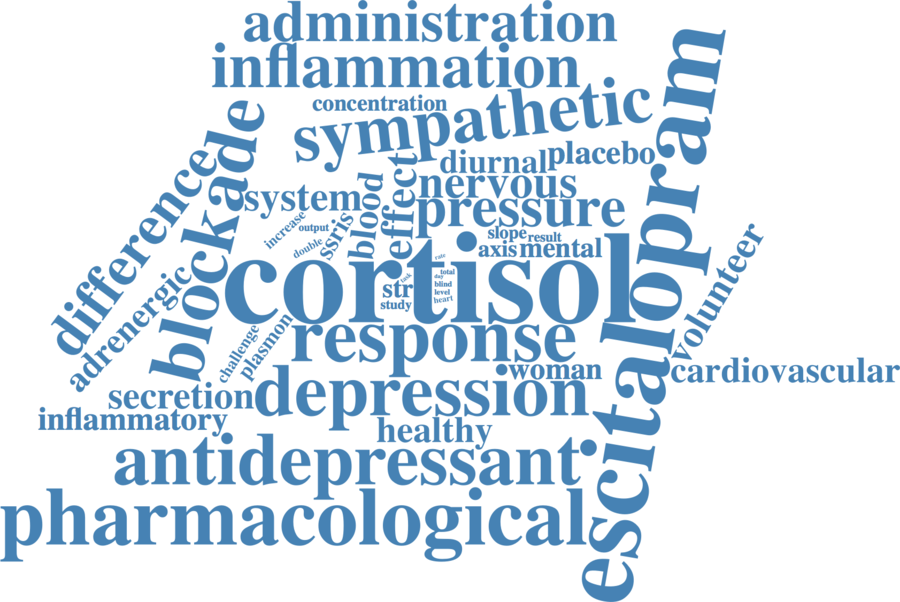 administration
inflammation
concentration
sympathetic
escitalopram
diurnal
placebo
blockade
difference
system
blood
effect
nervous
pressure
increase
output
double
ssris
slope
result
axis
mental
volunteer
cortisol
rate
task
total
day
blind
level
heart
str
study
adrenergic
challenge
plasmon
response
woman
cardiovascular
secretion
depression
inflammatory
healthy
antidepressant
pharmacological